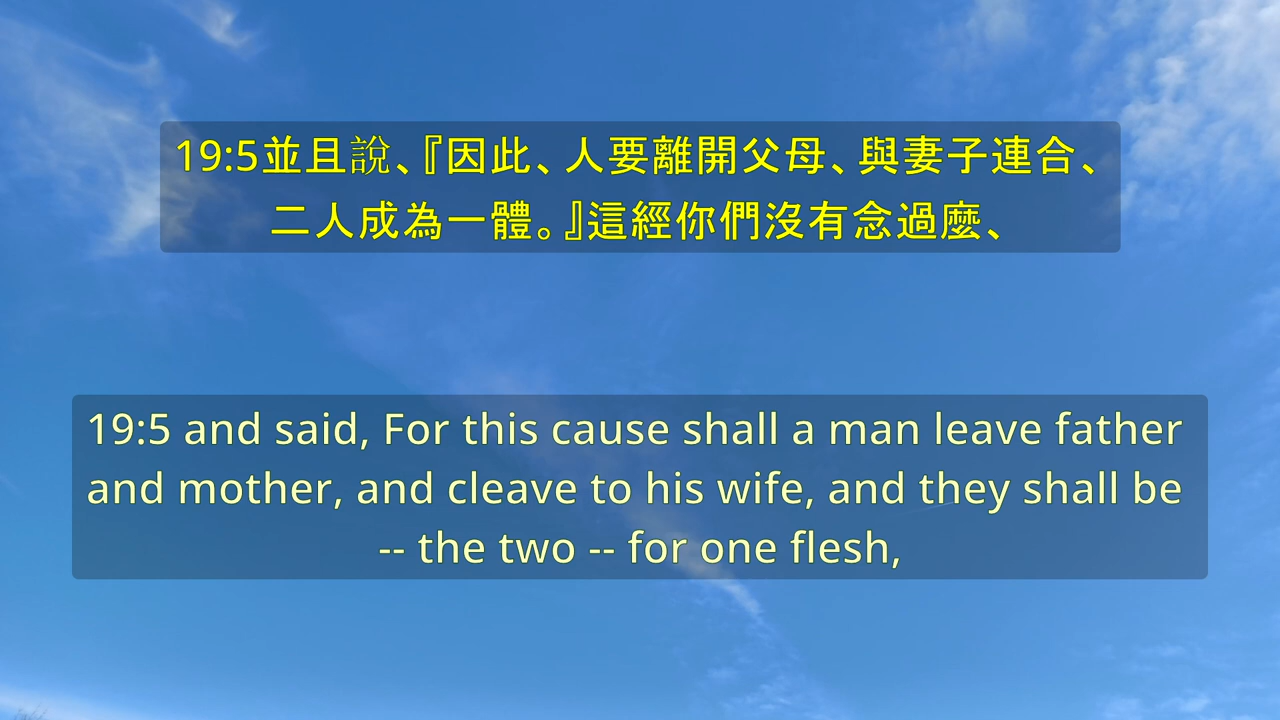 19:5並且說、『因此、人要離開父母、與妻子連合、
二人成為一體。』這經你們沒有念過麼、
19:5 and said, For this cause shall a man leave father
and mother, and cleave to his wife, and they shall be
-- the two -- for one flesh,